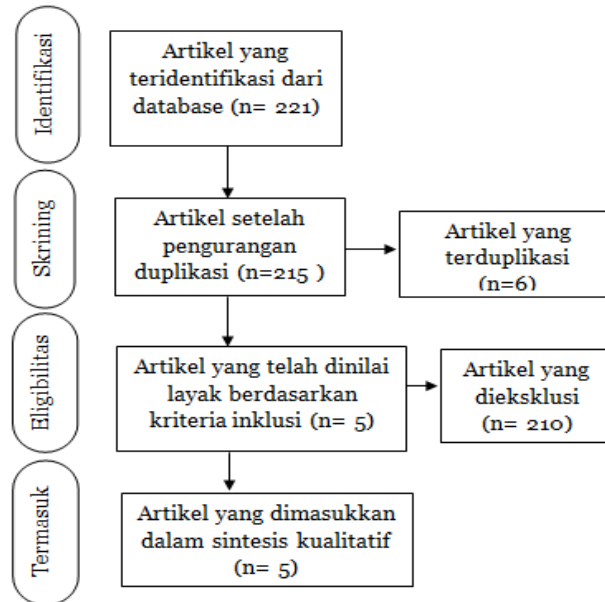 Identifikasi
Artikel yang
teridentifikasi dari
database (n= 221)
Skrining
Artikel setelah
pengurangan
duplikasi (n=215 )
Artikel yang
terduplikasi
(n=6)
Eligibilitas
Artikel yang telah dinilai
layak berdasarkan
kriteria inklusi (n= 5)
Artikel yang
dieksklusi
(n= 210)
Termasuk
Artikel yang dimasukkan
dalam sintesis kualitatif
(n= 5)